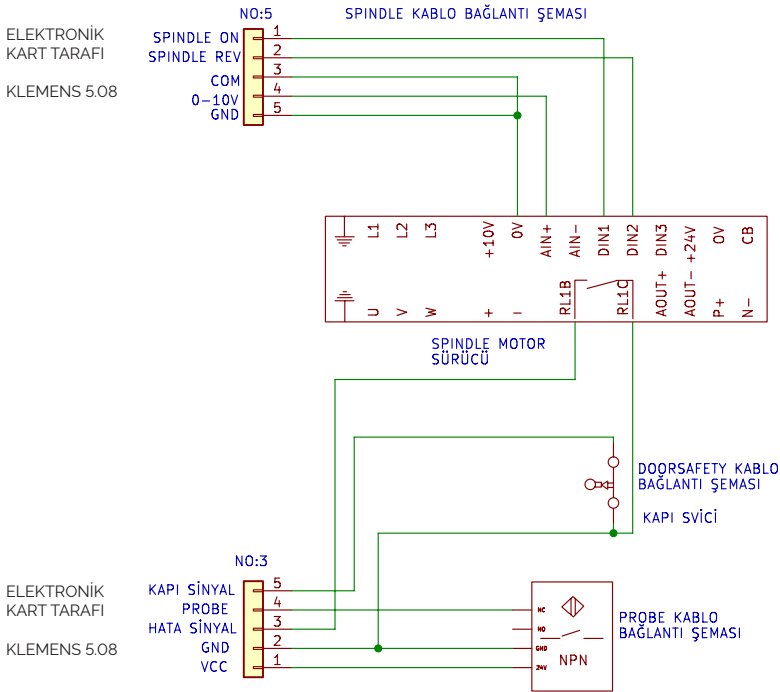 NO:5
SPINDLE KABLO BAĞLANTI ŞEMASI
ELEKTRONİK
KART TARAFI
KLEMENS 5.08
SPINDLE ON 1
SPINDLE REV 2
COM 3
0-10V 4
GND 5
L1 L2 L3 +10V 0V AIN+ AIN- DIN1 DIN2 DIN3 +24V 0V CB
U V W + - RL1B RL1C AOUT+ AOUT- P+ N-
SPINDLE MOTOR
SÜRÜCÜ
DOORSAFETY KABLO
BAĞLANTI ŞEMASI
KAPI SVİCİ
NO:3
ELEKTRONİK
KART TARAFI
KLEMENS 5.08
KAPI SİNYAL 5
PROBE 4
HATA SİNYAL 3
GND 2
VCC 1
NC
NO
GND
24V
NPN
PROBE KABLO
BAĞLANTI ŞEMASI